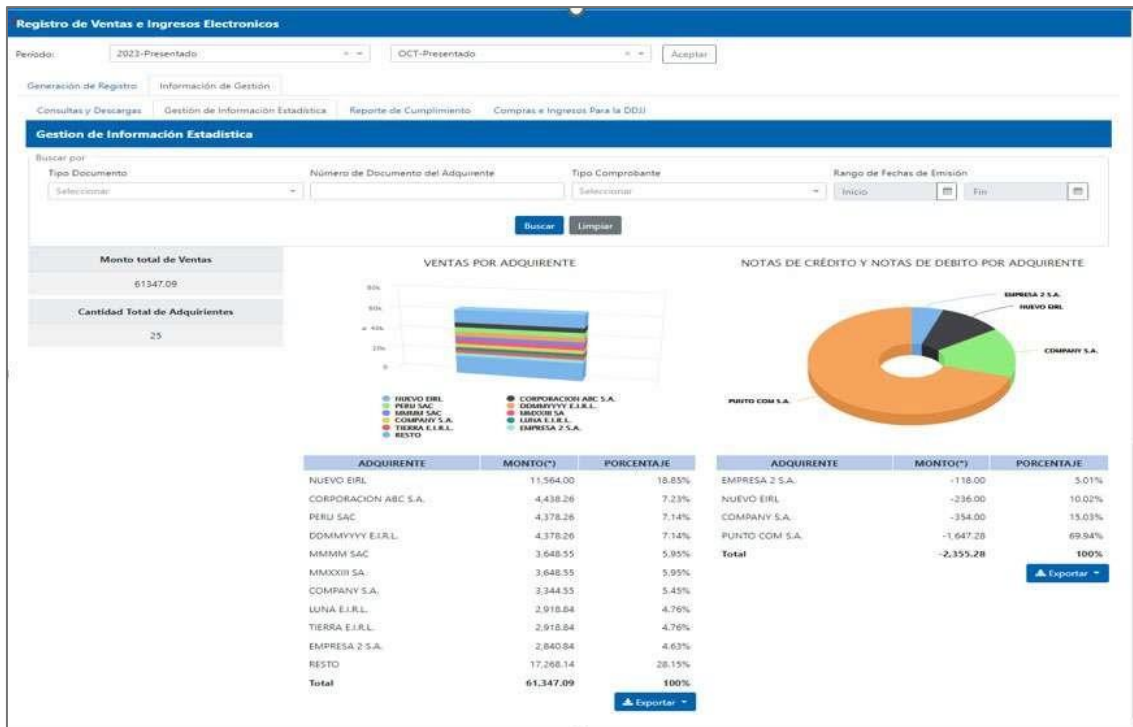 Registro de Ventas e Ingresos Electronicos
Período: 2023-Presentado OCT-Presentado Aceptar
Generación de Registro Información de Gestión
Consultas y Descargas Gestión de Información Estadística Reporte de Cumplimiento Compras e Ingresos Para la DDJJ
Gestion de Información Estadística
Buscar por
Tipo Documento Número de Documento del Adquirente Tipo Comprobante Rango de Fechas de Emisión
Seleccionar Seleccionar Inicio Fin
Buscar Limpiar
Monto total de Ventas
61347.09
Cantidad Total de Adquirientes
25
VENTAS POR ADQUIRENTE
80k
60k
40k
20k
0
NUEVO EIRL CORPORACION ABC S.A.
PERU SAC DDMMYYYY E.I.R.L.
MMMM SAC MMXXIII SA
COMPANY S.A. LUNA E.I.R.L.
TIERRA E.I.R.L. EMPRESA 2 S.A.
RESTO
NOTAS DE CRÉDITO Y NOTAS DE DEBITO POR ADQUIRENTE
EMPRESA 2 S.A.
NUEVO EIRL
COMPANY S.A.
PUNTO COM S.A.
ADQUIRENTE MONTO(*) PORCENTAJE
NUEVO EIRL 11,564.00 18.85%
CORPORACION ABC S.A. 4,438.26 7.23%
PERU SAC 4,378.26 7.14%
DDMMYYYY E.I.R.L. 4,378.26 7.14%
MMMM SAC 3,648.55 5.95%
MMXXIII SA 3,648.55 5.95%
COMPANY S.A. 3,344.55 5.45%
LUNA E.I.R.L. 2,918.84 4.76%
TIERRA E.I.R.L. 2,918.84 4.76%
EMPRESA 2 S.A. 2,840.84 4.63%
RESTO 17,268.14 28.15%
Total 61,347.09 100%
Exportar
ADQUIRENTE MONTO(*) PORCENTAJE
EMPRESA 2 S.A. -118.00 5.01%
NUEVO EIRL -236.00 10.02%
COMPANY S.A. -354.00 15.03%
PUNTO COM S.A. -1,647.28 69.94%
Total -2,355.28 100%
Exportar